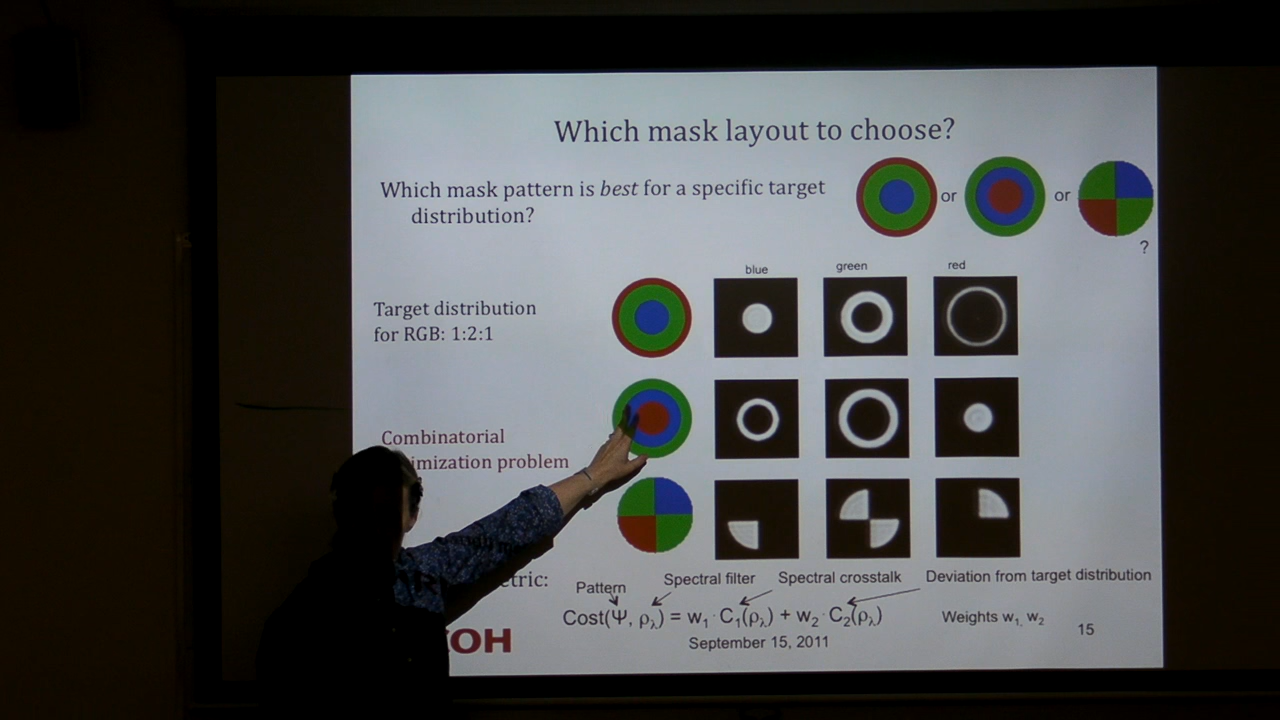 Which mask layout to choose?
Which mask pattern is best for a specific target
distribution?
or
or
?
blue
green
red
Target distribution
for RGB: 1:2:1
Combinatorial
imization problem
etric:
Pattern
Spectral filter
Spectral crosstalk
Deviation from target distribution
Cost(Ψ, ρλ) = w1 · C1(ρλ) + w2 · C2(ρλ)
Weights w1, w2
September 15, 2011
15
OH